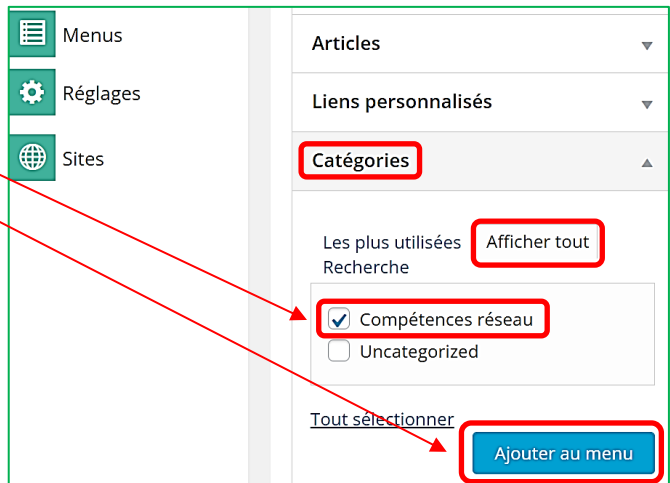 Menus
Réglages
Sites
Articles
Liens personnalisés
Catégories
Les plus utilisées Afficher tout
Recherche
Compétences réseau
Uncategorized
Tout sélectionner
Ajouter au menu